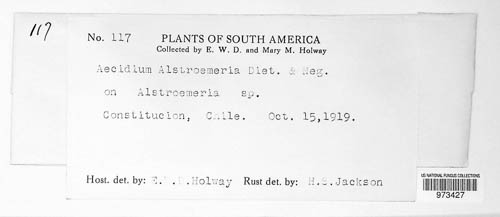 117
No. 117 PLANTS OF SOUTH AMERICA
Collected by E. W. D. and Mary M. Holway
Aecidium Alstroemeria Diet. & Neg.
on Alstroemeria sp.
Constitucion, Chile. Oct. 15,1919.
Host. det. by: E.W.D.Holway Rust det. by: H.S.Jackson
US NATIONAL FUNGUS COLLECTIONS
973427